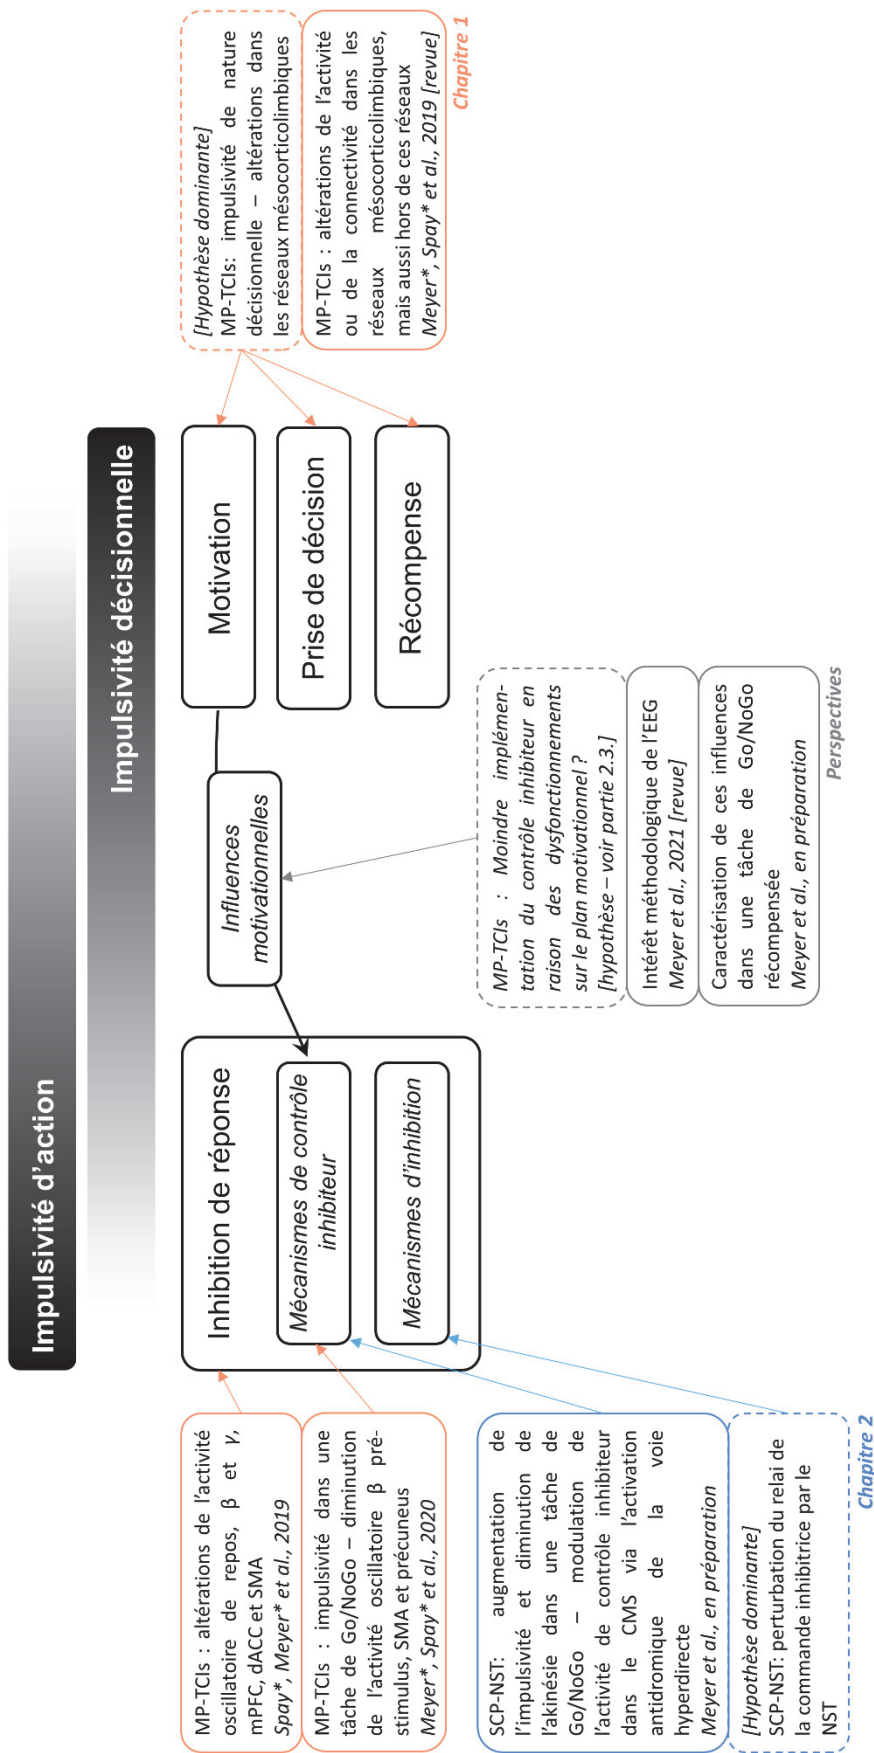 Impulsivité d'action
Impulsivité décisionnelle
MP-TCIs : altérations de l'activité
oscillatoire de repos, β et γ,
mPFC, dACC et SMA
Spay*, Meyer* et al., 2019
MP-TCIs : impulsivité dans une
tâche de Go/NoGo – diminution
de l'activité oscillatoire β pré-
stimulus, SMA et précuneus
Meyer*, Spay* et al., 2020
SCP-NST: augmentation de
l'impulsivité et diminution de
l'akinésie dans une tâche de
Go/NoGo – modulation de
l'activité de contrôle inhibiteur
dans le CMS via l'activation
antidromique de la voie
hyperdirecte
Meyer et al., en préparation
[Hypothèse dominante]
SCP-NST: perturbation du relai de
la commande inhibitrice par le
NST
Chapitre 2
Inhibition de réponse
Mécanismes de contrôle
inhibiteur
Mécanismes d'inhibition
Influences
motivationnelles
MP-TCIs : Moindre implémen-
tation du contrôle inhibiteur en
raison des dysfonctionnements
sur le plan motivationnel ?
[hypothèse – voir partie 2.3.]
Intérêt méthodologique de l'EEG
Meyer et al., 2021 [revue]
Caractérisation de ces influences
dans une tâche de Go/NoGo
récompensée
Meyer et al., en préparation
Perspectives
Motivation
Prise de décision
Récompense
[Hypothèse dominante]
MP-TCIs: impulsivité de nature
décisionnelle – altérations dans
les réseaux mésocorticolimbiques
MP-TCIs : altérations de l'activité
ou de la connectivité dans les
réseaux mésocorticolimbiques,
mais aussi hors de ces réseaux
Meyer*, Spay* et al., 2019 [revue]
Chapitre 1